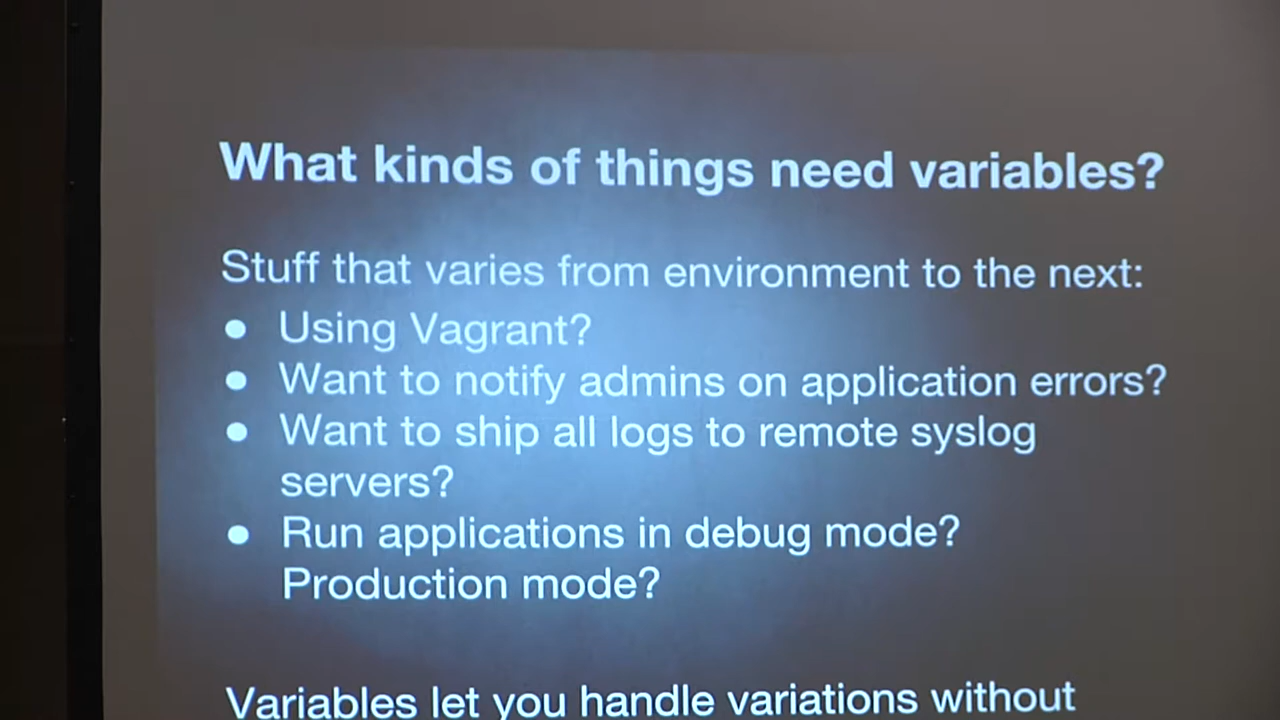 What kinds of things need variables?
Stuff that varies from environment to the next:
● Using Vagrant?
● Want to notify admins on application errors?
● Want to ship all logs to remote syslog
servers?
● Run applications in debug mode?
Production mode?
Variables let you handle variations without